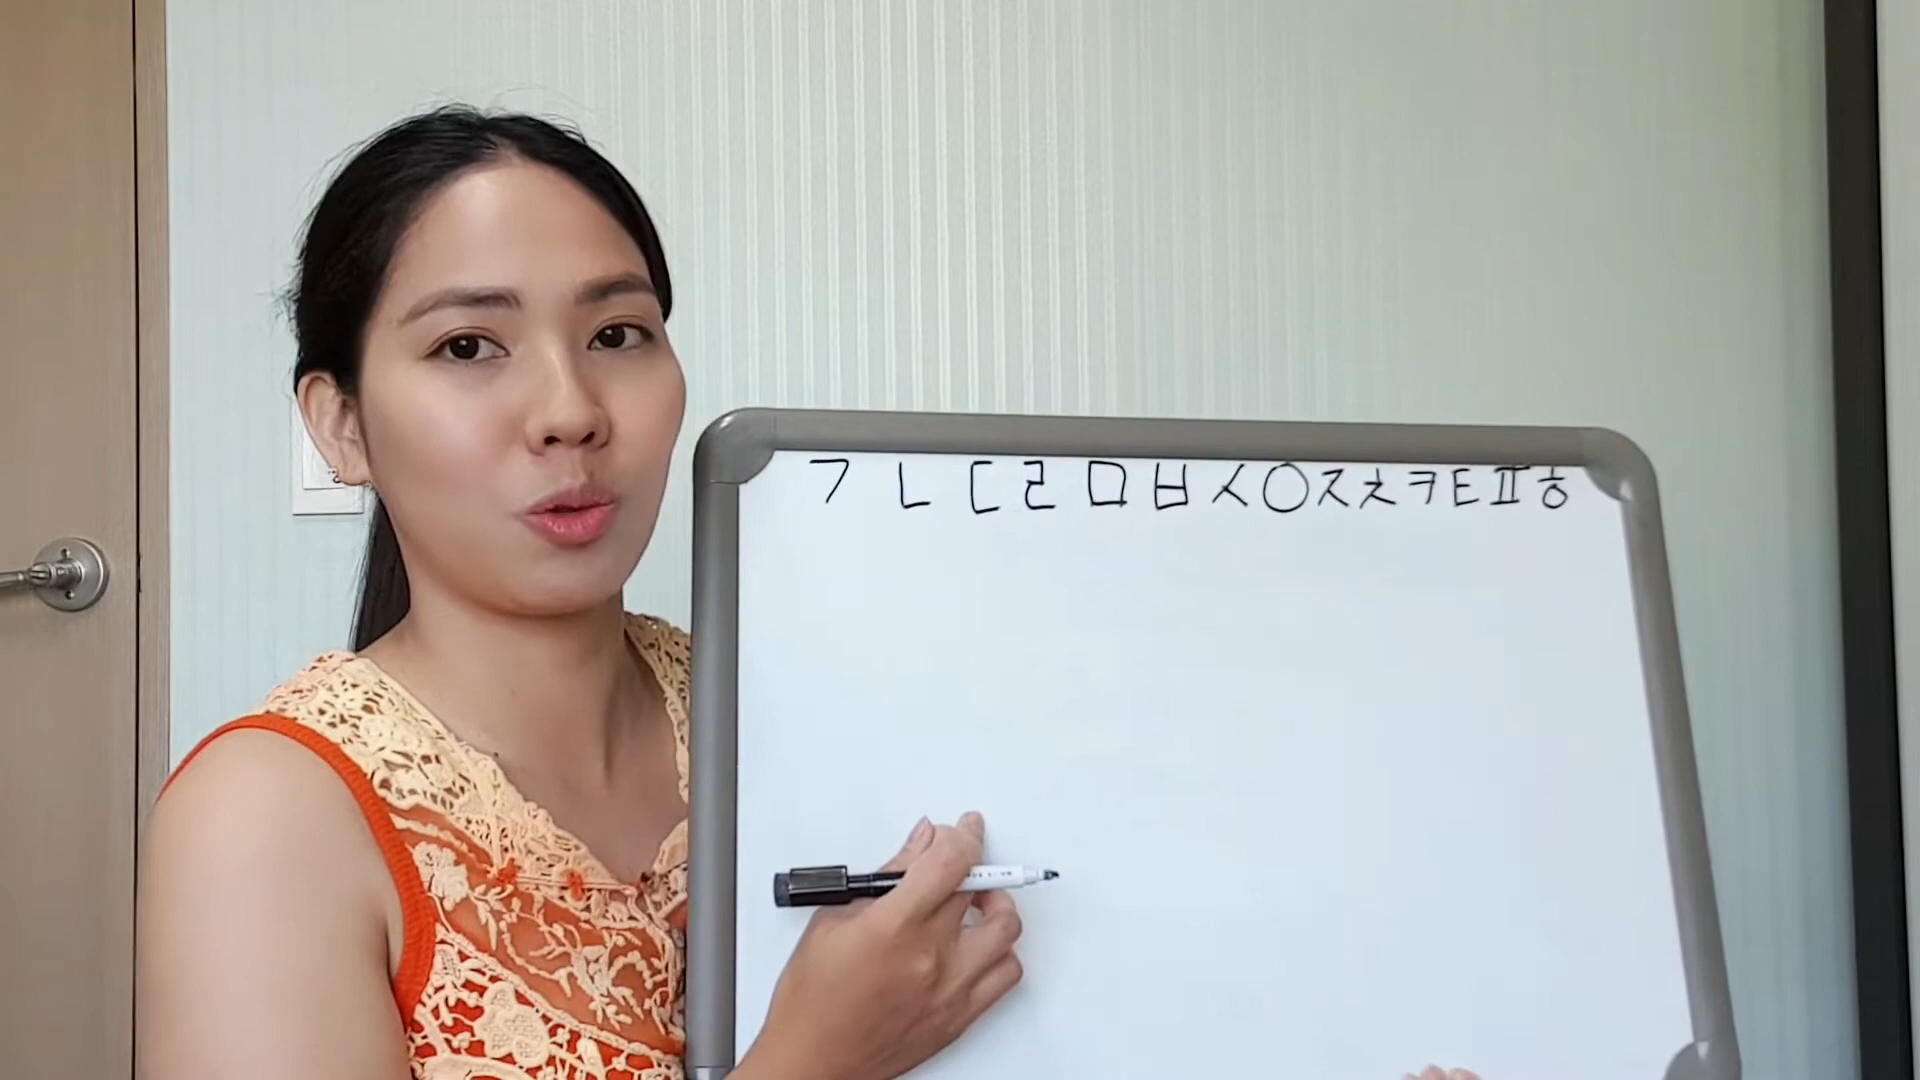 ㄱ ㄴ ㄷ ㄹ ㅁ ㅂ ㅅ ㅇ ㅈ ㅊ ㅋ ㅌ ㅍ ㅎ